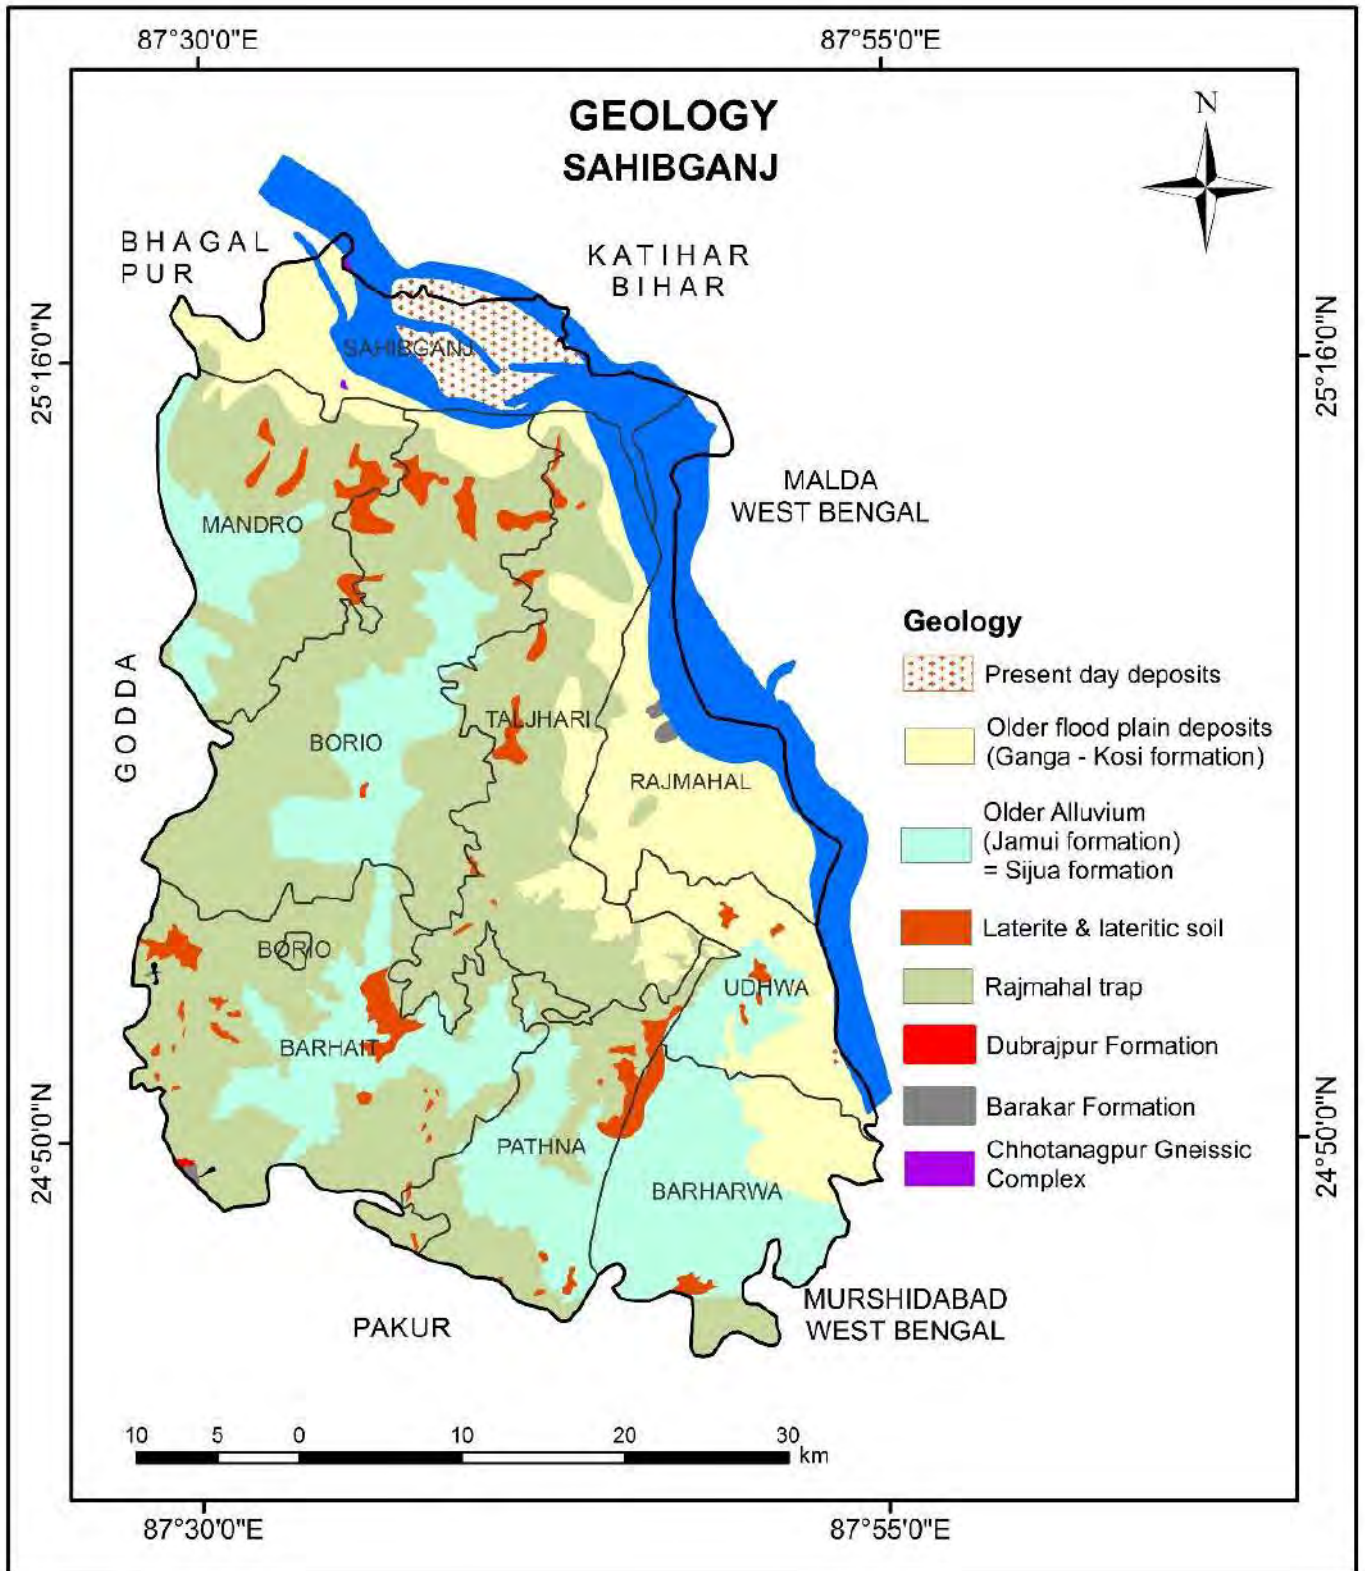 87°30'0"E
87°55'0"E
GEOLOGY
SAHIBGANJ
N
BHAGAL
PUR
KATIHAR
BIHAR
25°16'0"N
25°16'0"N
SAHIBGANJ
MALDA
WEST BENGAL
MANDRO
GODDA
BORIO
TALJHARI
RAJMAHAL
BORIO
UDHWA
BARHAIT
PATHNA
BARHARWA
24°50'0"N
24°50'0"N
Geology
Present day deposits
Older flood plain deposits
(Ganga - Kosi formation)
Older Alluvium
(Jamui formation)
= Sijua formation
Laterite & lateritic soil
Rajmahal trap
Dubrajpur Formation
Barakar Formation
Chhotanagpur Gneissic
Complex
MURSHIDABAD
WEST BENGAL
PAKUR
10 5 0 10 20 30
km
87°30'0"E
87°55'0"E